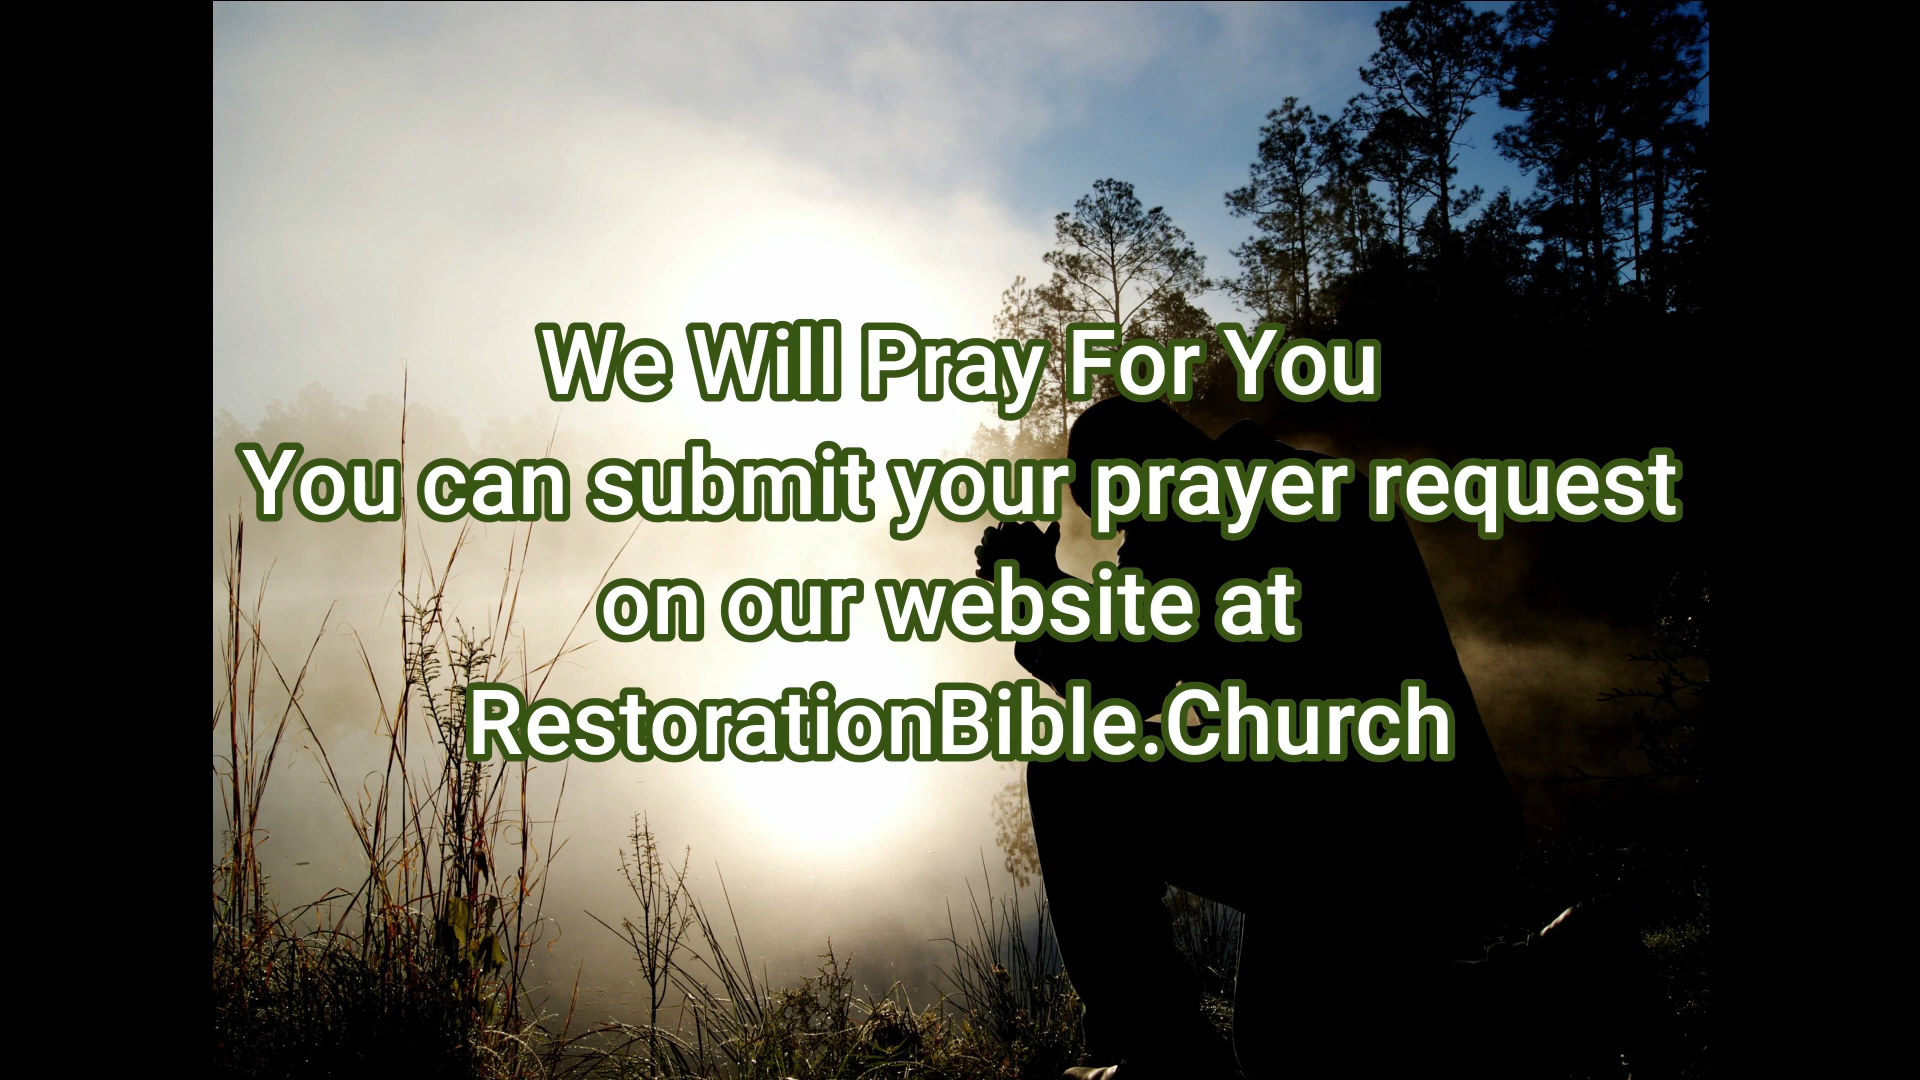 We Will Pray For You
You can submit your prayer request
on our website at
RestorationBible.Church